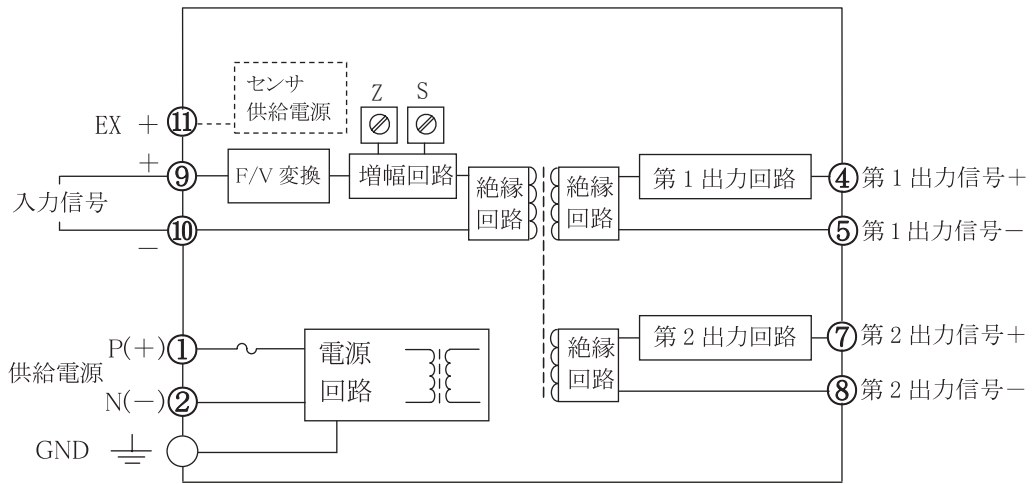 センサ
供給電源
Z
S
EX ＋
⑪
＋
⑨
F/V 変換
増幅回路
絶縁
回路
絶縁
回路
第1出力回路
④
第1出力信号＋
入力信号
⑩
－
⑤
第1出力信号－
P(＋)
①
供給電源
N(－)
②
電源
回路
絶縁
回路
第2出力回路
⑦
第2出力信号＋
⑧
第2出力信号－
GND